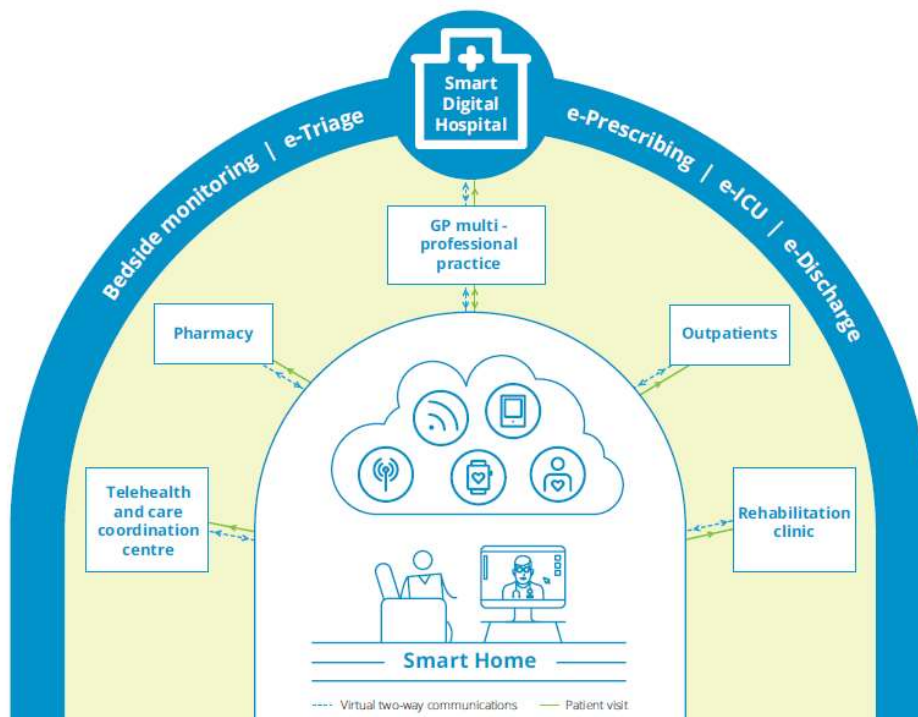 Smart
Digital
Hospital
Bedside monitoring | e-Triage
e-Prescribing | e-ICU | e-Discharge
GP multi -
professional
practice
Pharmacy
Outpatients
Telehealth
and care
coordination
centre
Rehabilitation
clinic
Smart Home
Virtual two-way communications
Patient visit